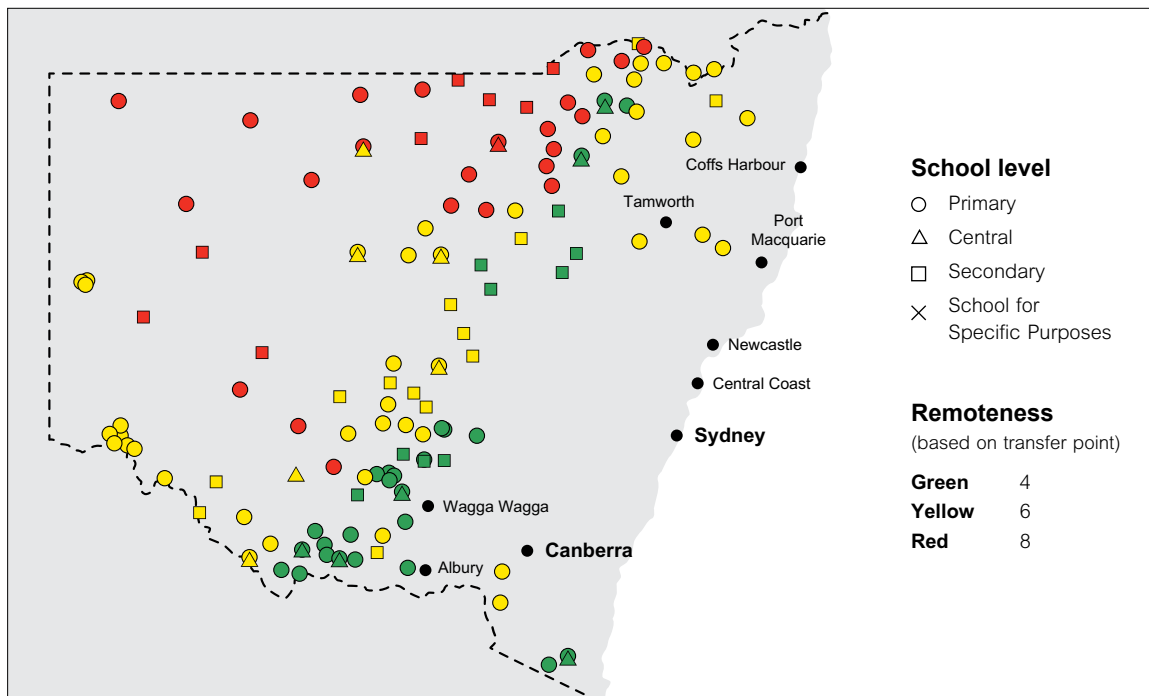 Coffs Harbour
Tamworth
Port
Macquarie
Newcastle
Central Coast
Sydney
Wagga Wagga
Canberra
Albury
School level
Primary
Central
Secondary
School for
Specific Purposes
Remoteness
(based on transfer point)
Green 4
Yellow 6
Red 8